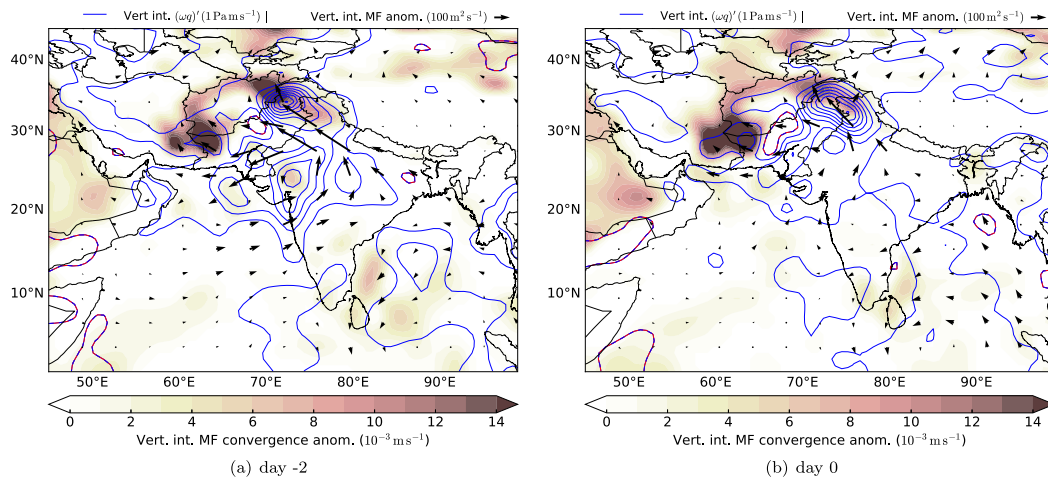 Vert int. (ωq)′(1 Pa m s⁻¹) | Vert. int. MF anom. (100 m² s⁻¹)
40°N
30°N
20°N
10°N
50°E 60°E 70°E 80°E 90°E
0 2 4 6 8 10 12 14
Vert. int. MF convergence anom. (10⁻³ m s⁻¹)
(a) day -2
Vert int. (ωq)′(1 Pa m s⁻¹) | Vert. int. MF anom. (100 m² s⁻¹)
40°N
30°N
20°N
10°N
50°E 60°E 70°E 80°E 90°E
0 2 4 6 8 10 12 14
Vert. int. MF convergence anom. (10⁻³ m s⁻¹)
(b) day 0